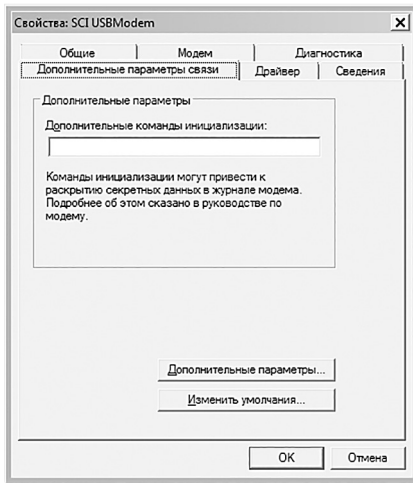 Свойства: SCI USBModem
Общие Модем Диагностика
Дополнительные параметры связи Драйвер Сведения
Дополнительные параметры
Дополнительные команды инициализации:
Команды инициализации могут привести к
раскрытию секретных данных в журнале модема.
Подробнее об этом сказано в руководстве по
модему.
Дополнительные параметры...
Изменить умолчания...
OK Отмена